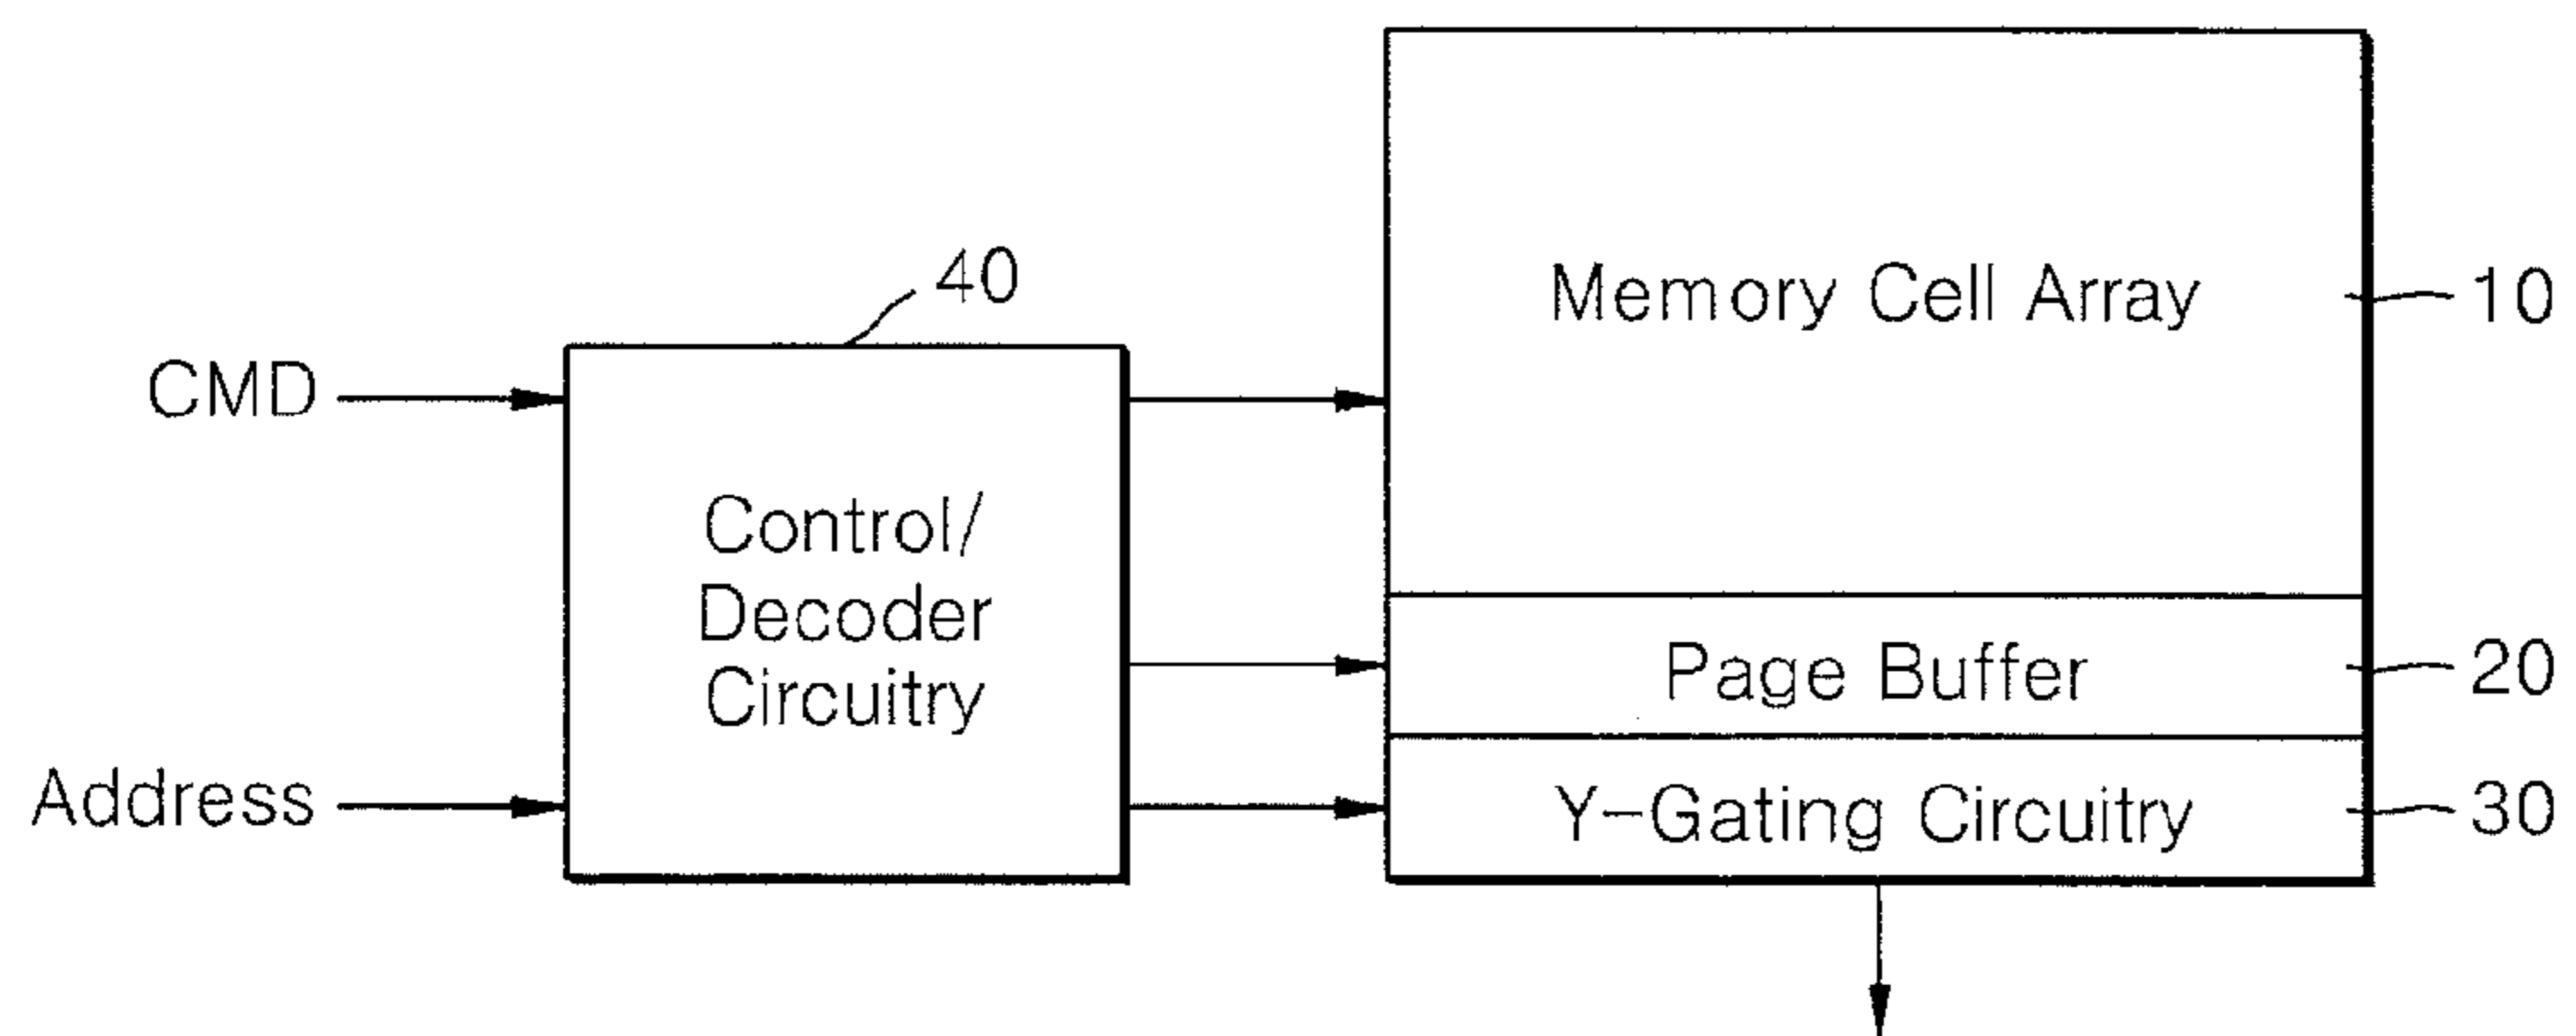 40
CMD
Address
Control/
Decoder
Circuitry
Memory Cell Array
10
Page Buffer
20
Y-Gating Circuitry
30